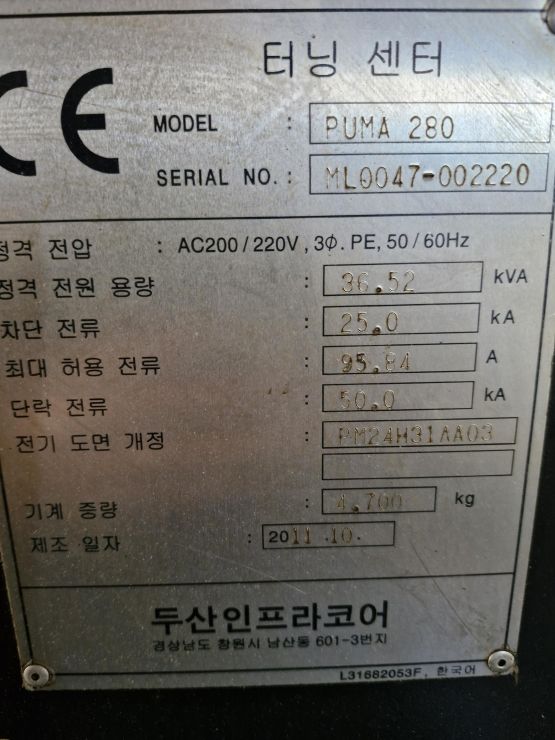 CE
터닝 센터
MODEL : PUMA 280
SERIAL NO. : ML0047-002220
정격 전압 : AC200/220V, 3Φ. PE, 50/60Hz
정격 전원 용량 : 36.52 kVA
차단 전류 : 25.0 kA
최대 허용 전류 : 95.84 A
단락 전류 : 50.0 kA
전기 도면 개정 : PM24H31AA03
기계 중량 : 4,700 kg
제조 일자 : 2011 .10.
두산인프라코어
경상남도 창원시 남산동 601-3번지
L31682053F, 한국어